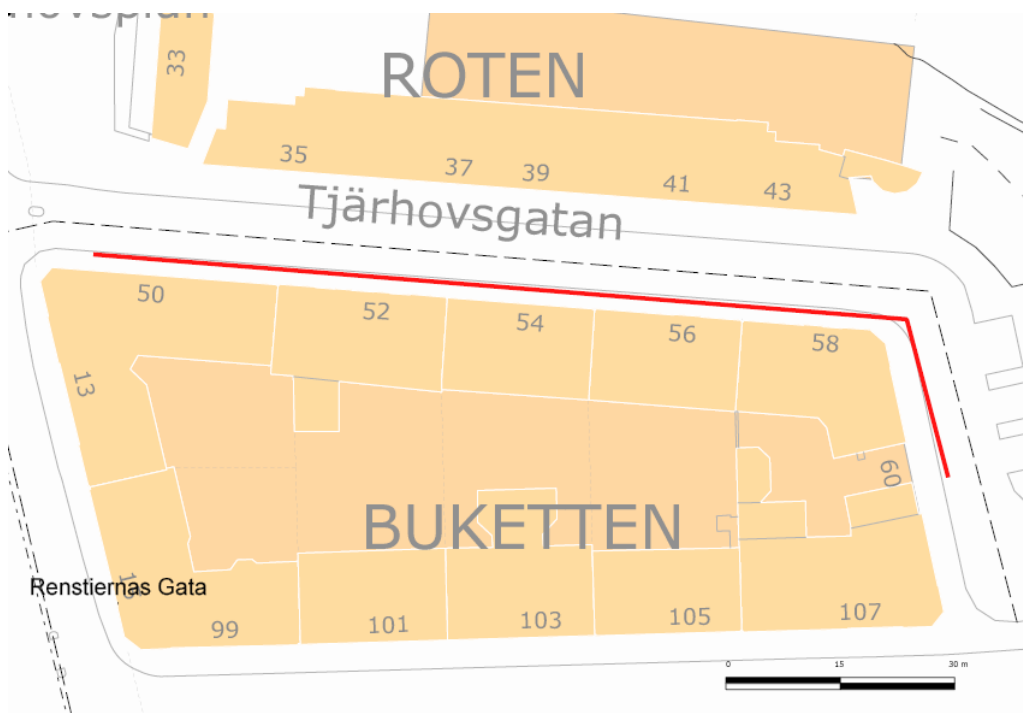 33
ROTEN
35 37 39 41 43
Tjärhovsgatan
50 52 54 56 58
13
60
BUKETTEN
Renstiernas Gata
99 101 103 105 107
0 15 30 m